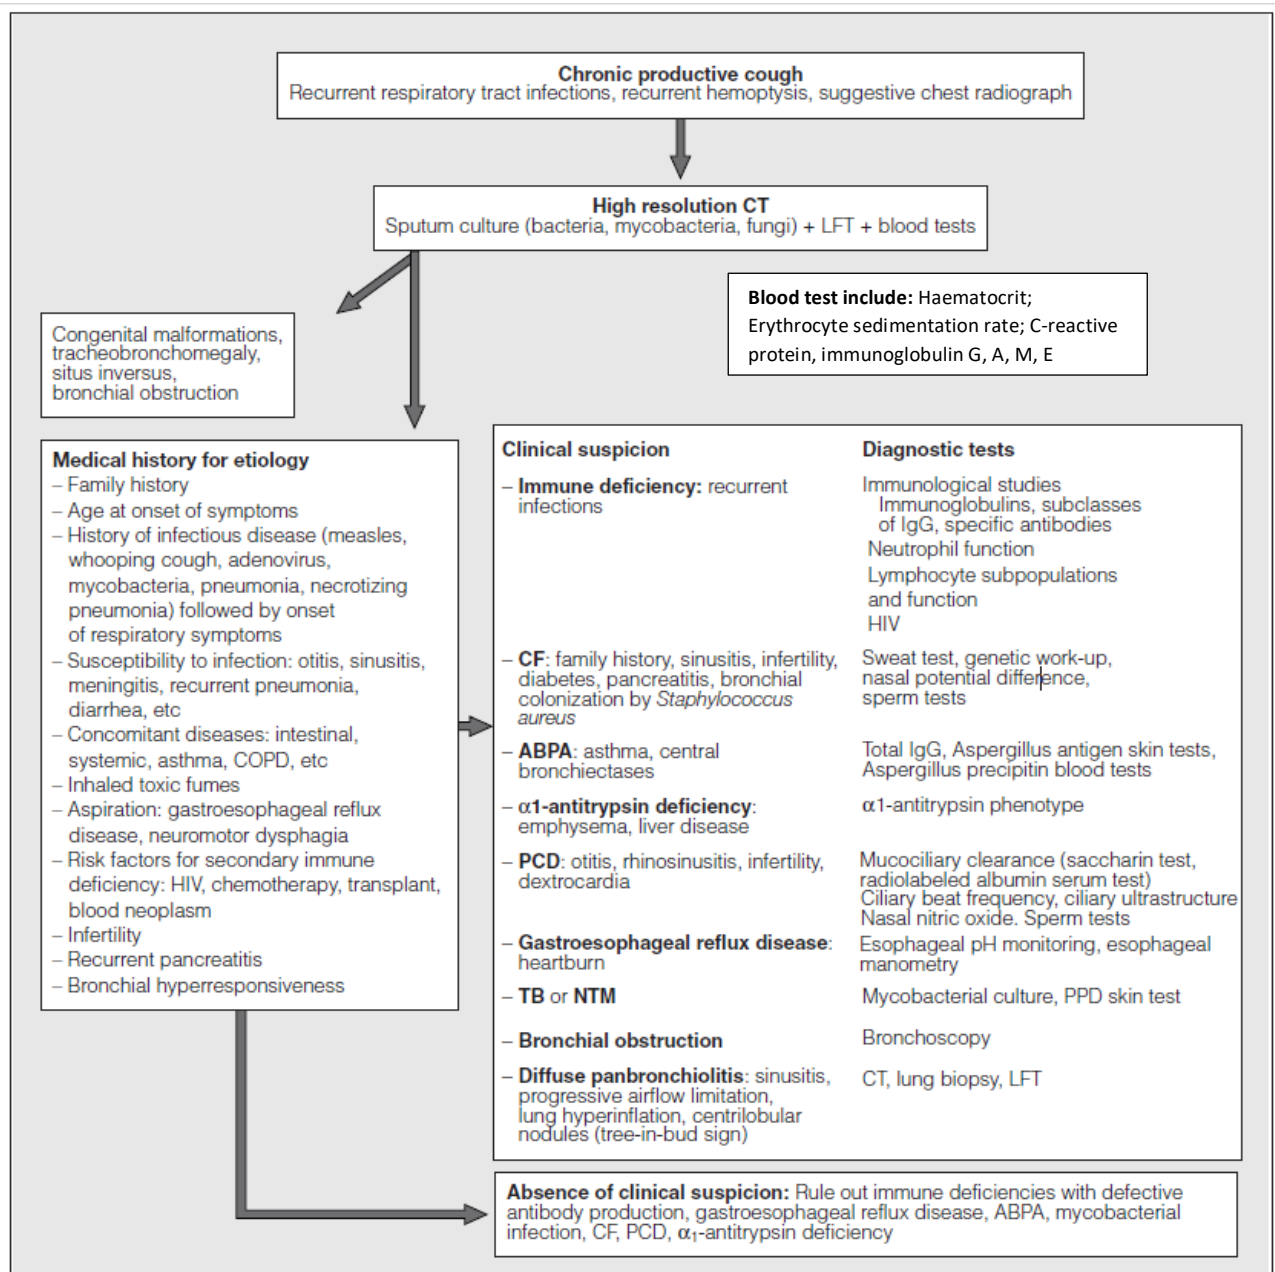 Chronic productive cough
Recurrent respiratory tract infections, recurrent hemoptysis, suggestive chest radiograph
High resolution CT
Sputum culture (bacteria, mycobacteria, fungi) + LFT + blood tests
Blood test include: Haematocrit;
Erythrocyte sedimentation rate; C-reactive
protein, immunoglobulin G, A, M, E
Congenital malformations,
tracheobronchomegaly,
situs inversus,
bronchial obstruction
Medical history for etiology
– Family history
– Age at onset of symptoms
– History of infectious disease (measles,
whooping cough, adenovirus,
mycobacteria, pneumonia, necrotizing
pneumonia) followed by onset
of respiratory symptoms
– Susceptibility to infection: otitis, sinusitis,
meningitis, recurrent pneumonia,
diarrhea, etc
– Concomitant diseases: intestinal,
systemic, asthma, COPD, etc
– Inhaled toxic fumes
– Aspiration: gastroesophageal reflux
disease, neuromotor dysphagia
– Risk factors for secondary immune
deficiency: HIV, chemotherapy, transplant,
blood neoplasm
– Infertility
– Recurrent pancreatitis
– Bronchial hyperresponsiveness
Clinical suspicion
– Immune deficiency: recurrent
infections
– CF: family history, sinusitis, infertility,
diabetes, pancreatitis, bronchial
colonization by Staphylococcus
aureus
– ABPA: asthma, central
bronchiectases
– α1-antitrypsin deficiency:
emphysema, liver disease
– PCD: otitis, rhinosinusitis, infertility,
dextrocardia
– Gastroesophageal reflux disease:
heartburn
– TB or NTM
– Bronchial obstruction
– Diffuse panbronchiolitis: sinusitis,
progressive airflow limitation,
lung hyperinflation, centrilobular
nodules (tree-in-bud sign)
Diagnostic tests
Immunological studies
Immunoglobulins, subclasses
of IgG, specific antibodies
Neutrophil function
Lymphocyte subpopulations
and function
HIV
Sweat test, genetic work-up,
nasal potential difference,
sperm tests
Total IgG, Aspergillus antigen skin tests,
Aspergillus precipitin blood tests
α1-antitrypsin phenotype
Mucociliary clearance (saccharin test,
radiolabeled albumin serum test)
Ciliary beat frequency, ciliary ultrastructure
Nasal nitric oxide. Sperm tests
Esophageal pH monitoring, esophageal
manometry
Mycobacterial culture, PPD skin test
Bronchoscopy
CT, lung biopsy, LFT
Absence of clinical suspicion: Rule out immune deficiencies with defective
antibody production, gastroesophageal reflux disease, ABPA, mycobacterial
infection, CF, PCD, α₁-antitrypsin deficiency